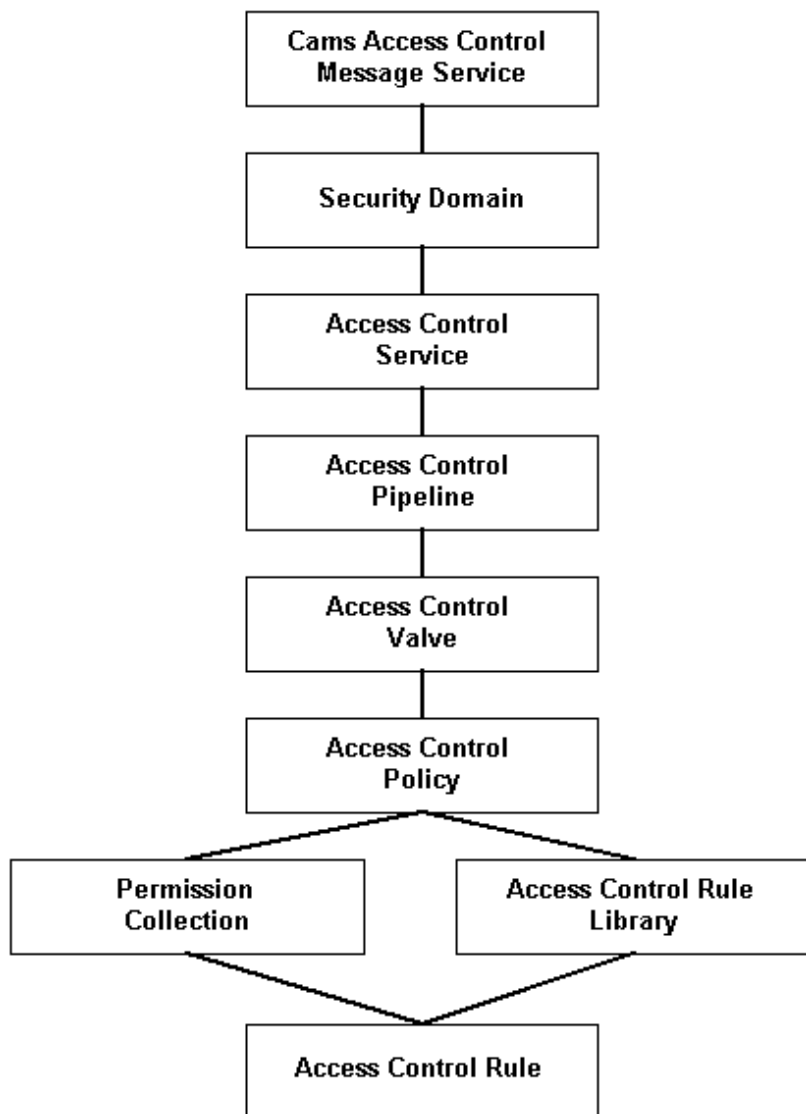 Cams Access Control
Message Service
Security Domain
Access Control
Service
Access Control
Pipeline
Access Control
Valve
Access Control
Policy
Permission
Collection
Access Control Rule
Library
Access Control Rule